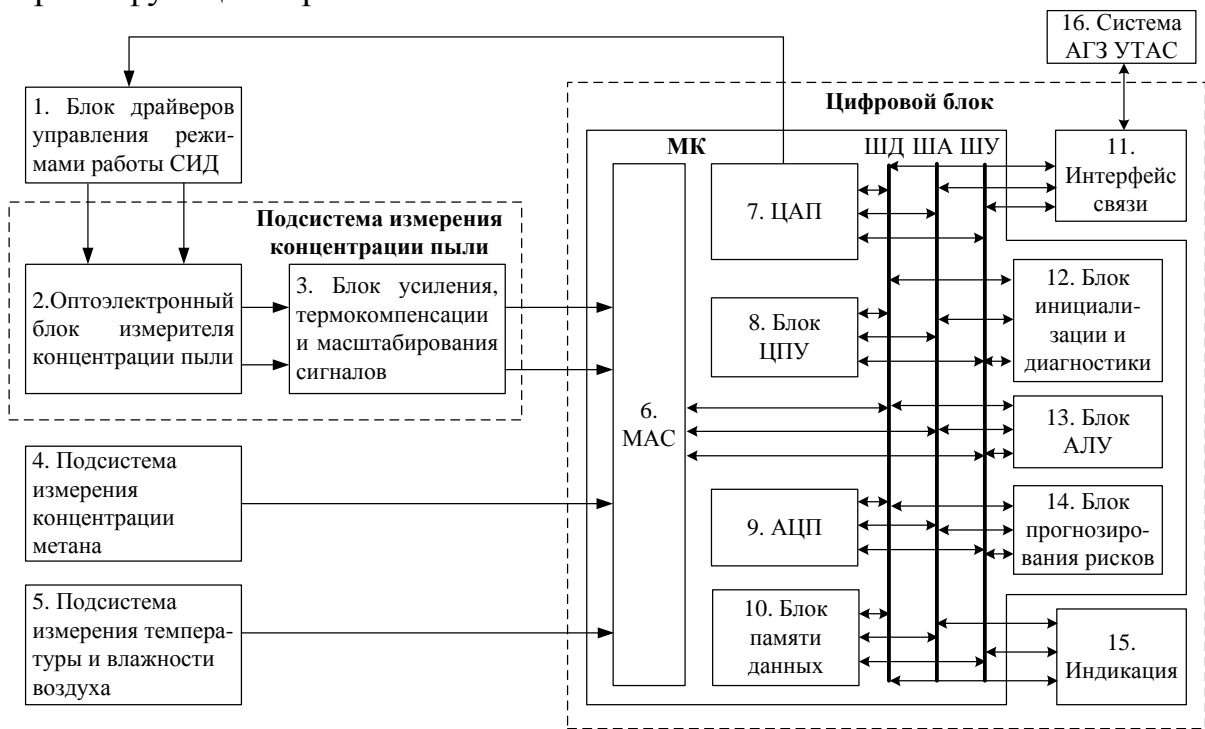 16. Система
АГЗ УТАС
1. Блок драйверов
управления режи-
мами работы СИД
Цифровой блок
МК
ШД ША ШУ
11.
Интерфейс
связи
7. ЦАП
Подсистема измерения
концентрации пыли
2.Оптоэлектронный
блок измерителя
концентрации пыли
3. Блок усиления,
термокомпенсации
и масштабирования
сигналов
12. Блок
инициали-
зации и
диагностики
8. Блок
ЦПУ
6.
МАС
13. Блок
АЛУ
4. Подсистема
измерения
концентрации
метана
9. АЦП
14. Блок
прогнозиро-
вания рисков
5. Подсистема
измерения темпера-
туры и влажности
воздуха
10. Блок
памяти
данных
15.
Индикация